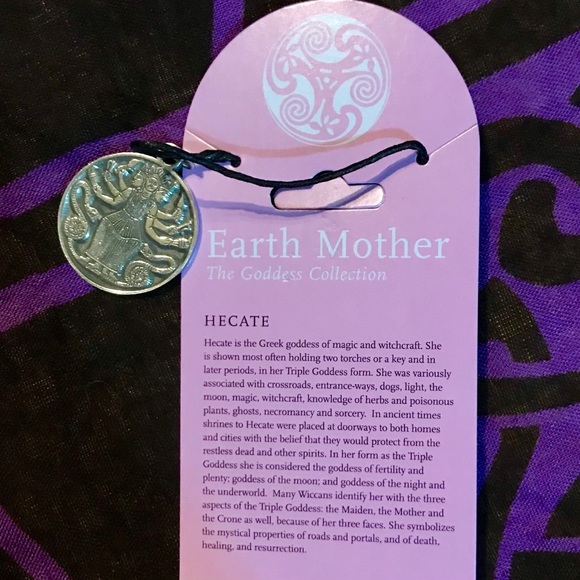 Earth Mother
The Goddess Collection
HECATE
Hecate is the Greek goddess of magic and witchcraft. She
is shown most often holding two torches or a key and in
later periods, in her Triple Goddess form. She was variously
associated with crossroads, entrance-ways, dogs, light, the
moon, magic, witchcraft, knowledge of herbs and poisonous
plants, ghosts, necromancy and sorcery. In ancient times
shrines to Hecate were placed at doorways to both homes
and cities with the belief that they would protect from the
restless dead and other spirits. In her form as the Triple
Goddess she is considered the goddess of fertility and
plenty; goddess of the moon; and goddess of the night and
the underworld. Many Wiccans identify her with the three
aspects of the Triple Goddess: the Maiden, the Mother and
the Crone as well, because of her three faces. She symbolizes
the mystical properties of roads and portals, and of death,
healing, and resurrection.